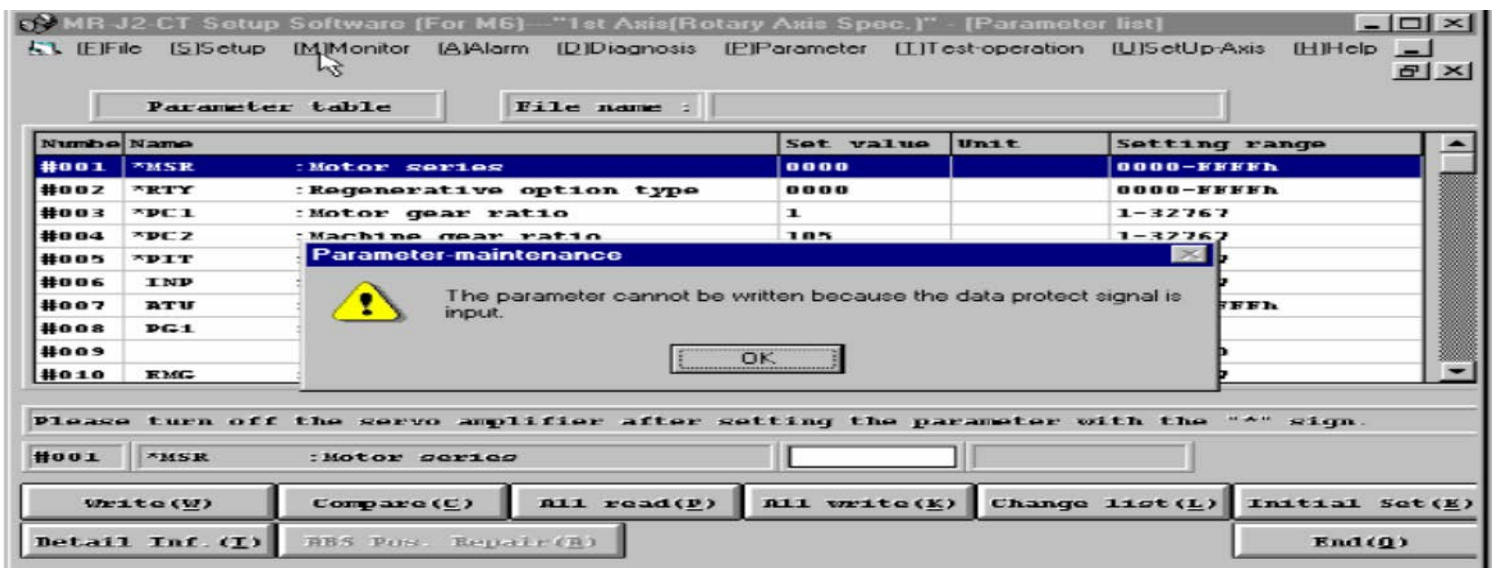 MR-J2-CT Setup Software (For M6)—"1st Axis(Rotary Axis Spec.)" - [Parameter list]
(F)File (S)Setup (M)Monitor (A)Alarm (D)Diagnosis (P)Parameter (T)Test-operation (U)SetUp-Axis (H)Help
Parameter table File name :
Numbe Name Set value Unit Setting range
#001 *MSR :Motor series 0000 0000-FFFFh
#002 *RTY :Regenerative option type 0000 0000-FFFFh
#003 *PC1 :Motor gear ratio 1 1-32767
#004 *PC2 :Machine gear ratio 105 1-32767
#005 *PIT
#006 INP
#007 ATU FFFh
#008 PG1
#009
#010 EMG
Parameter-maintenance
The parameter cannot be written because the data protect signal is
input.
OK
Please turn off the servo amplifier after setting the parameter with the "*" sign.
#001 *MSR :Motor series
Write(W) Compare(C) All read(P) All write(K) Change list(L) Initial Set(E)
Detail Inf.(I) ABS Pos. Repair(B) End(Q)